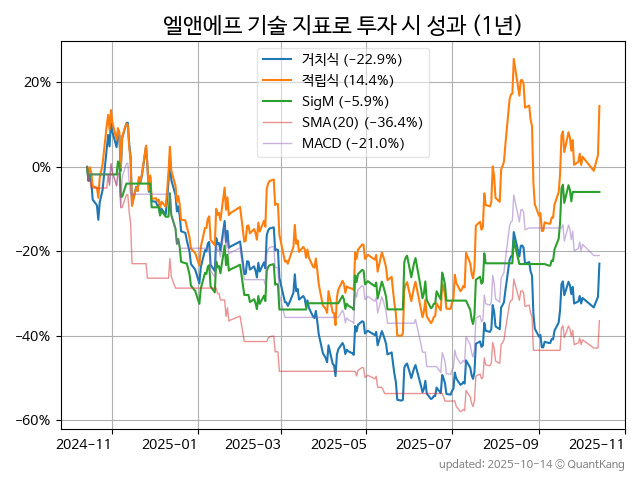 엘앤에프 기술 지표로 투자 시 성과 (1년)
거치식 (−22.9%)
적립식 (14.4%)
SigM (−5.9%)
SMA(20) (−36.4%)
MACD (−21.0%)
20%
0%
−20%
−40%
−60%
2024-11 2025-01 2025-03 2025-05 2025-07 2025-09 2025-11
updated: 2025-10-14 © QuantKang